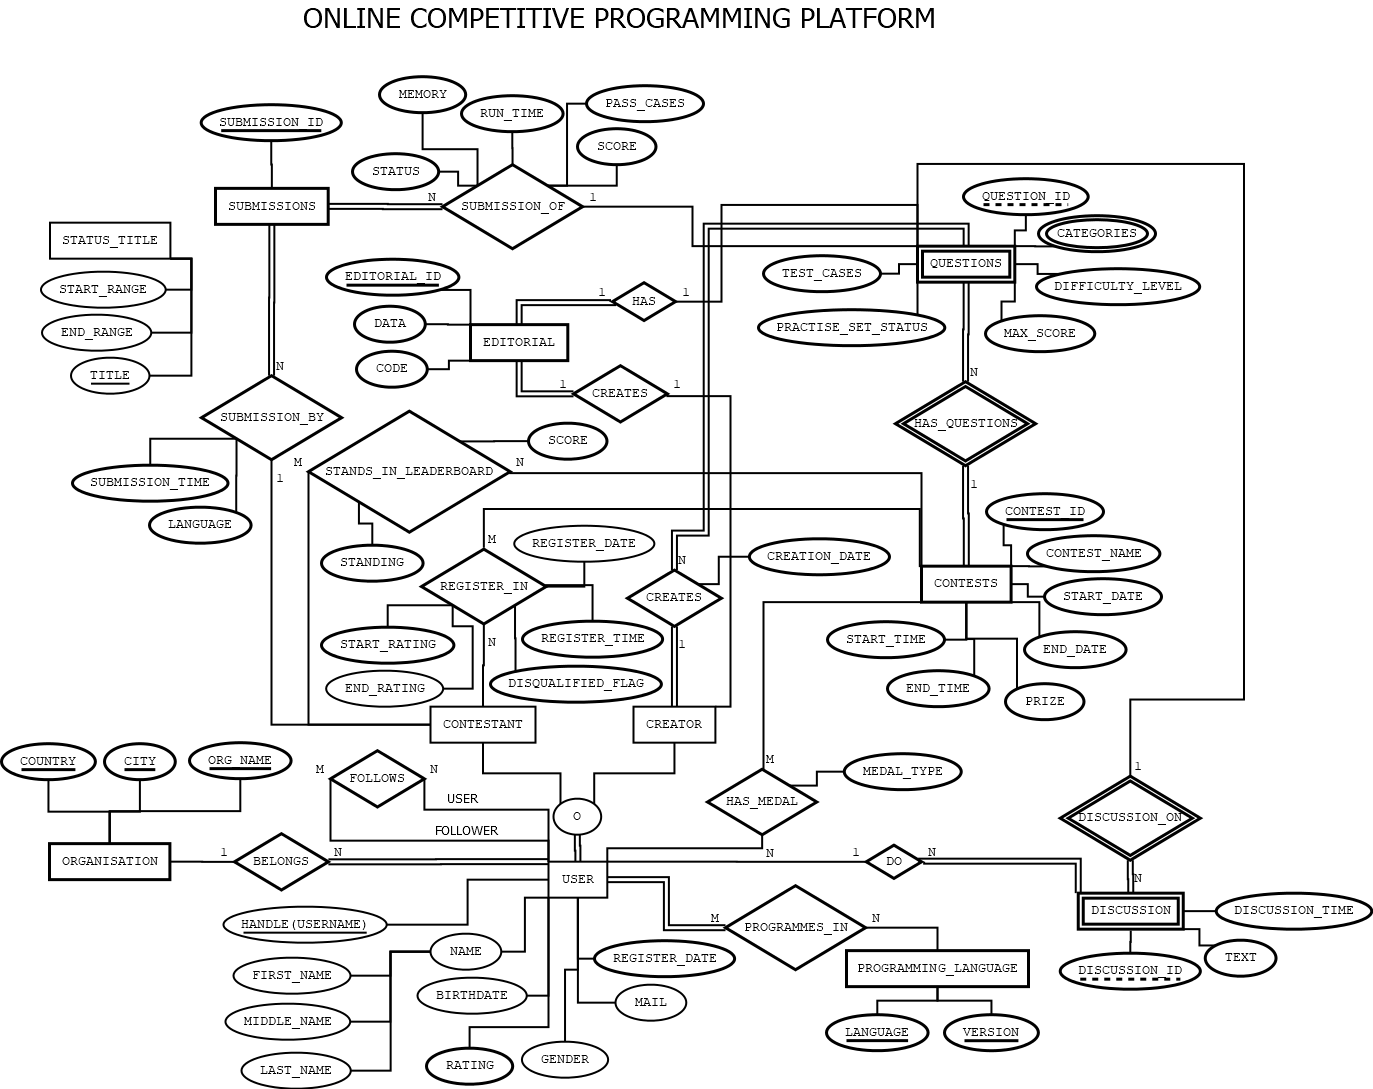 ONLINE COMPETITIVE PROGRAMMING PLATFORM
MEMORY
PASS_CASES
RUN_TIME
SUBMISSION_ID
SCORE
STATUS
N
1
QUESTION_ID
SUBMISSIONS
SUBMISSION_OF
CATEGORIES
STATUS_TITLE
QUESTIONS
TEST_CASES
EDITORIAL_ID
DIFFICULTY_LEVEL
START_RANGE
1
1
HAS
DATA
PRACTISE_SET_STATUS
END_RANGE
MAX_SCORE
EDITORIAL
CODE
N
N
TITLE
1
1
CREATES
SUBMISSION_BY
HAS_QUESTIONS
SCORE
M
N
STANDS_IN_LEADERBOARD
1
1
SUBMISSION_TIME
CONTEST_ID
LANGUAGE
M
REGISTER_DATE
CONTEST_NAME
STANDING
N
CREATION_DATE
REGISTER_IN
CONTESTS
CREATES
START_DATE
START_RATING
N
REGISTER_TIME
1
START_TIME
END_DATE
END_RATING
DISQUALIFIED_FLAG
END_TIME
PRIZE
CONTESTANT
CREATOR
COUNTRY
CITY
ORG_NAME
M
N
M
1
FOLLOWS
MEDAL_TYPE
USER
HAS_MEDAL
O
DISCUSSION_ON
FOLLOWER
1
N
N
1
N
ORGANISATION
BELONGS
DO
USER
N
DISCUSSION
DISCUSSION_TIME
HANDLE(USERNAME)
M
N
PROGRAMMES_IN
NAME
REGISTER_DATE
TEXT
FIRST_NAME
PROGRAMMING_LANGUAGE
DISCUSSION_ID
BIRTHDATE
MAIL
MIDDLE_NAME
LANGUAGE
VERSION
RATING
GENDER
LAST_NAME